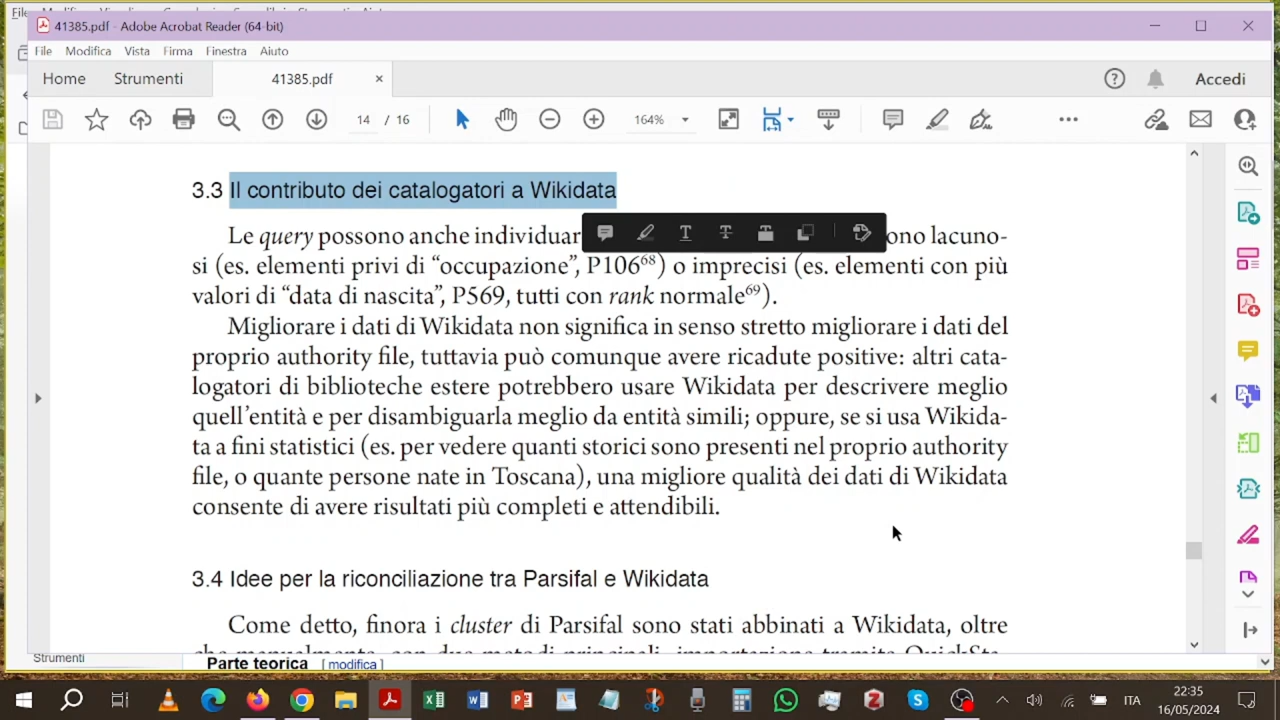 41385.pdf - Adobe Acrobat Reader (64-bit)
File Modifica Vista Firma Finestra Aiuto
Home Strumenti 41385.pdf × Accedi
14 / 16 164%
3.3 Il contributo dei catalogatori a Wikidata
Le query possono anche individuar ono lacuno-
si (es. elementi privi di “occupazione”, P106⁶⁸) o imprecisi (es. elementi con più
valori di “data di nascita”, P569, tutti con rank normale⁶⁹).
Migliorare i dati di Wikidata non significa in senso stretto migliorare i dati del
proprio authority file, tuttavia può comunque avere ricadute positive: altri cata-
logatori di biblioteche estere potrebbero usare Wikidata per descrivere meglio
quell’entità e per disambiguarla meglio da entità simili; oppure, se si usa Wikida-
ta a fini statistici (es. per vedere quanti storici sono presenti nel proprio authority
file, o quante persone nate in Toscana), una migliore qualità dei dati di Wikidata
consente di avere risultati più completi e attendibili.
3.4 Idee per la riconciliazione tra Parsifal e Wikidata
Come detto, finora i cluster di Parsifal sono stati abbinati a Wikidata, oltre
Strumenti
Parte teorica [ modifica ]
ITA
22:35
16/05/2024